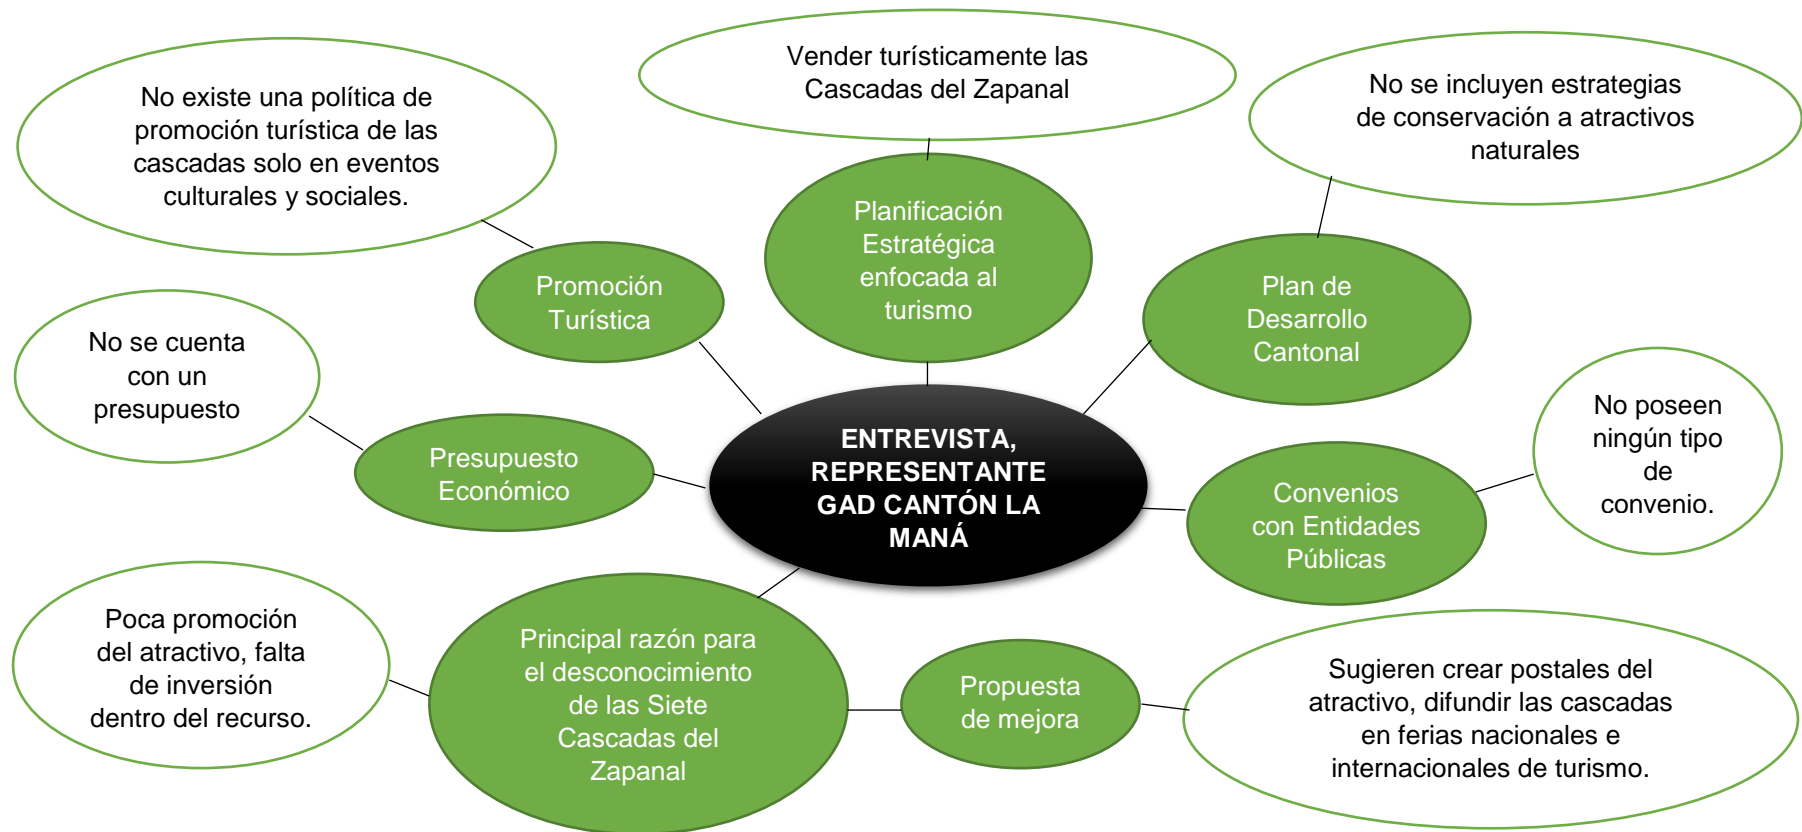 Vender turísticamente las
Cascadas del Zapanal
No existe una política de
promoción turística de las
cascadas solo en eventos
culturales y sociales.
No se incluyen estrategias
de conservación a atractivos
naturales
Planificación
Estratégica
enfocada al
turismo
Promoción
Turística
Plan de
Desarrollo
Cantonal
No se cuenta
con un
presupuesto
No poseen
ningún tipo
de
convenio.
Presupuesto
Económico
ENTREVISTA,
REPRESENTANTE
GAD CANTÓN LA
MANÁ
Convenios
con Entidades
Públicas
Poca promoción
del atractivo, falta
de inversión
dentro del recurso.
Principal razón para
el desconocimiento
de las Siete
Cascadas del
Zapanal
Propuesta
de mejora
Sugieren crear postales del
atractivo, difundir las cascadas
en ferias nacionales e
internacionales de turismo.